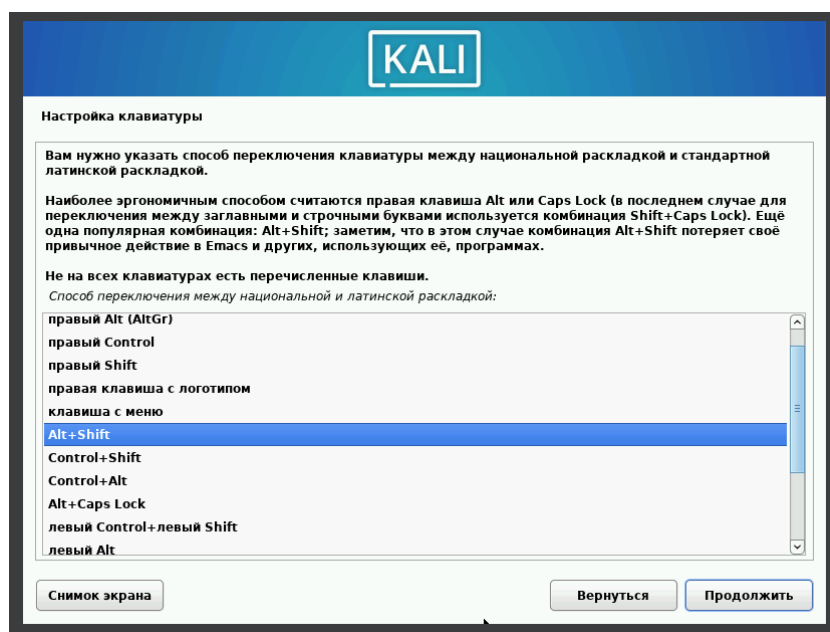 KALI
Настройка клавиатуры
Вам нужно указать способ переключения клавиатуры между национальной раскладкой и стандартной
латинской раскладкой.
Наиболее эргономичным способом считаются правая клавиша Alt или Caps Lock (в последнем случае для
переключения между заглавными и строчными буквами используется комбинация Shift+Caps Lock). Ещё
одна популярная комбинация: Alt+Shift; заметим, что в этом случае комбинация Alt+Shift потеряет своё
привычное действие в Emacs и других, использующих её, программах.
Не на всех клавиатурах есть перечисленные клавиши.
Способ переключения между национальной и латинской раскладкой:
правый Alt (AltGr)
правый Control
правый Shift
правая клавиша с логотипом
клавиша с меню
Alt+Shift
Control+Shift
Control+Alt
Alt+Caps Lock
левый Control+левый Shift
левый Alt
Снимок экрана
Вернуться
Продолжить